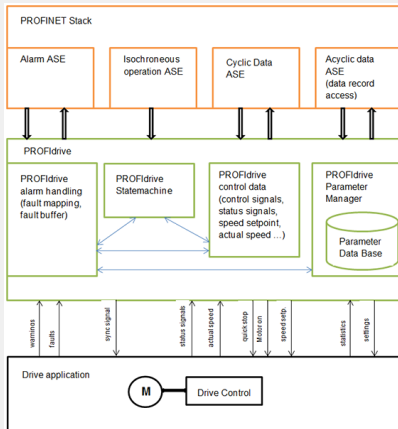 PROFINET Stack
Alarm ASE
Isochroneous
operation ASE
Cyclic Data
ASE
Acyclic data
ASE
(data record
access)
PROFIdrive
PROFIdrive
alarm handling
(fault mapping,
fault buffer)
PROFIdrive
Statemachine
PROFIdrive
control data
(control signals,
status signals,
speed setpoint,
actual speed ...)
PROFIdrive
Parameter
Manager
Parameter
Data Base
warnings
faults
sync signal
status signals
actual speed
quick stop
Motor on
speed setp.
statistics
settings
Drive application
M
Drive Control